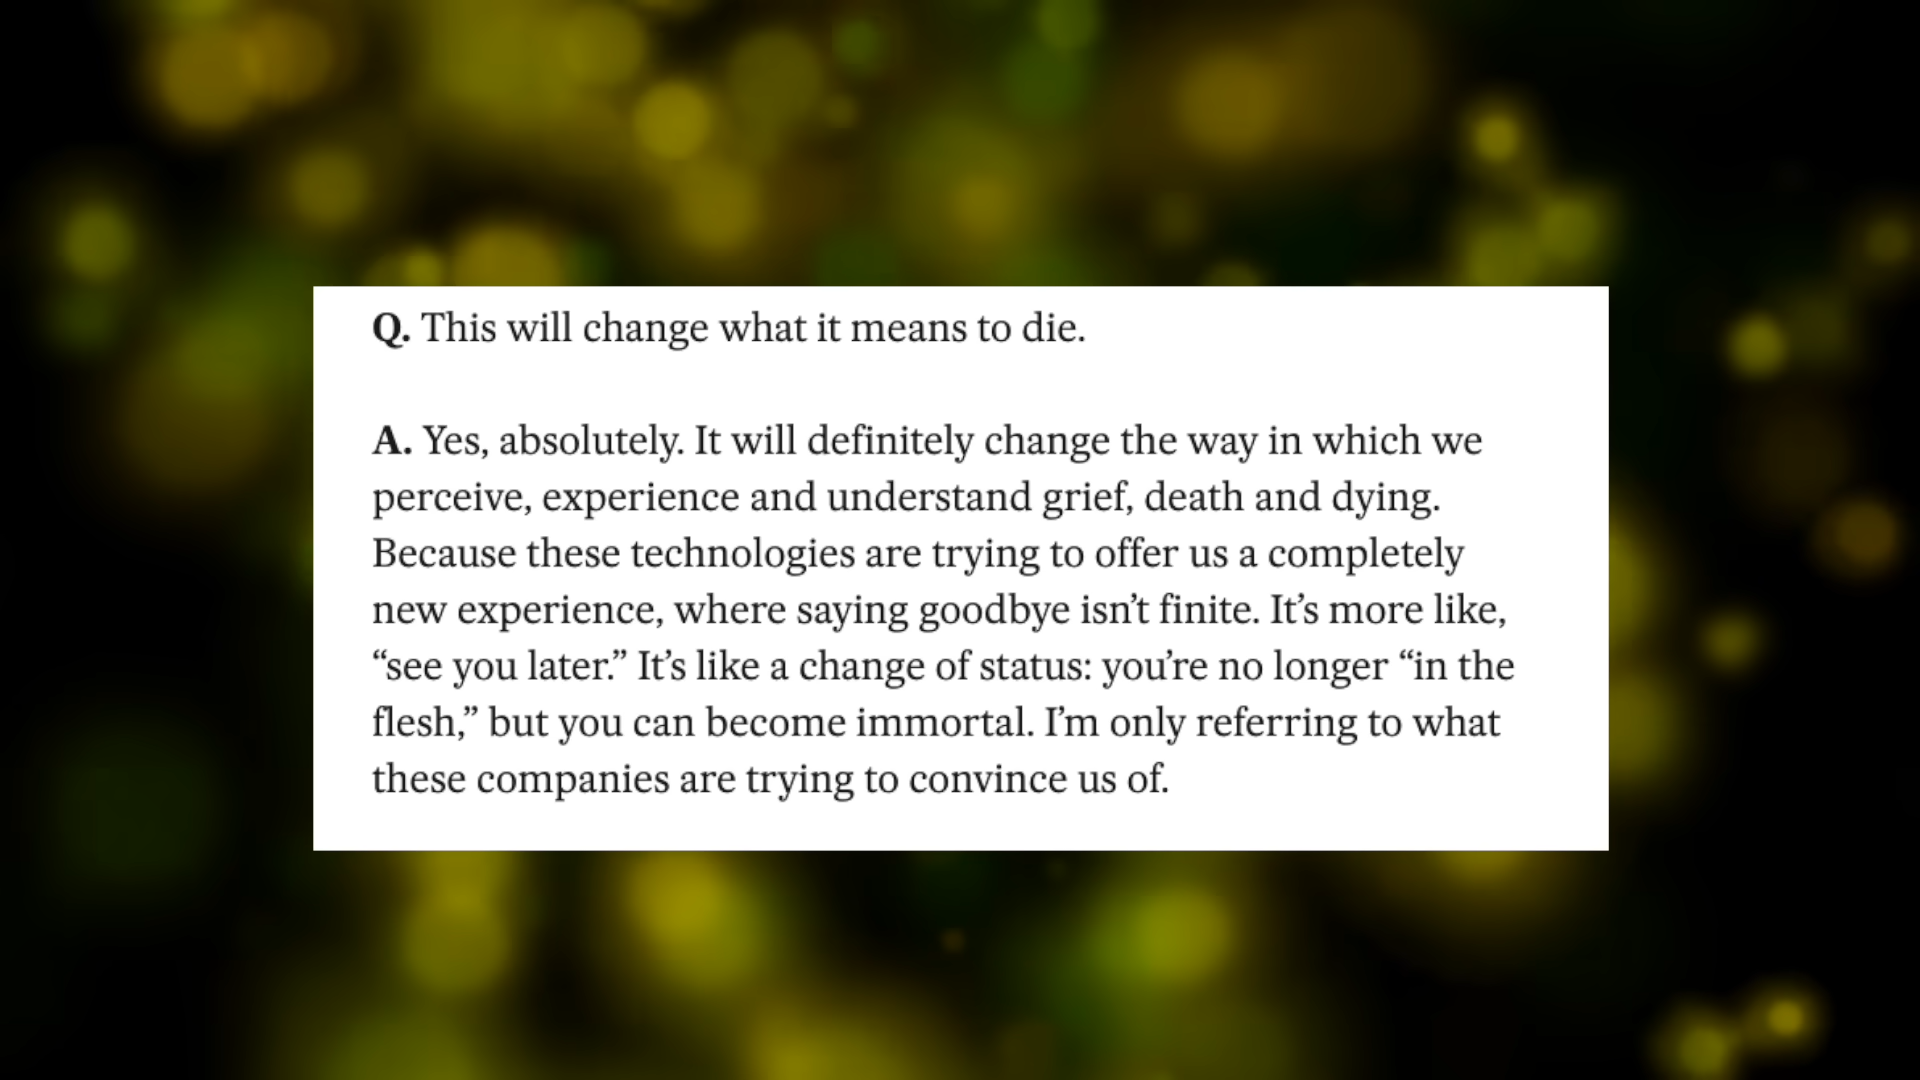 Q. This will change what it means to die.
A. Yes, absolutely. It will definitely change the way in which we
perceive, experience and understand grief, death and dying.
Because these technologies are trying to offer us a completely
new experience, where saying goodbye isn’t finite. It’s more like,
“see you later.” It’s like a change of status: you’re no longer “in the
flesh,” but you can become immortal. I’m only referring to what
these companies are trying to convince us of.